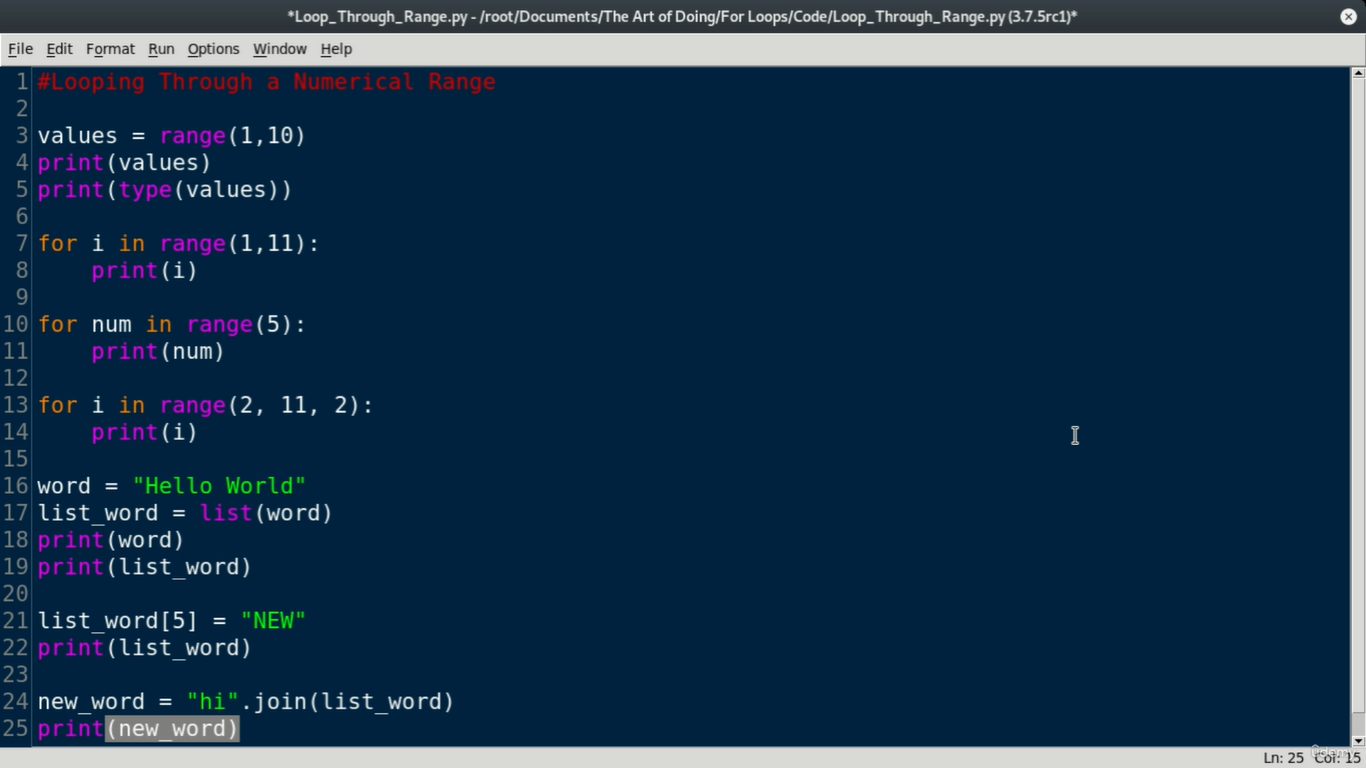 *Loop_Through_Range.py - /root/Documents/The Art of Doing/For Loops/Code/Loop_Through_Range.py (3.7.5rc1)*
File Edit Format Run Options Window Help
1 #Looping Through a Numerical Range
2
3 values = range(1,10)
4 print(values)
5 print(type(values))
6
7 for i in range(1,11):
8     print(i)
9
10 for num in range(5):
11     print(num)
12
13 for i in range(2, 11, 2):
14     print(i)
15
16 word = "Hello World"
17 list_word = list(word)
18 print(word)
19 print(list_word)
20
21 list_word[5] = "NEW"
22 print(list_word)
23
24 new_word = "hi".join(list_word)
25 print(new_word)
Udemy
Ln: 25 Col: 15